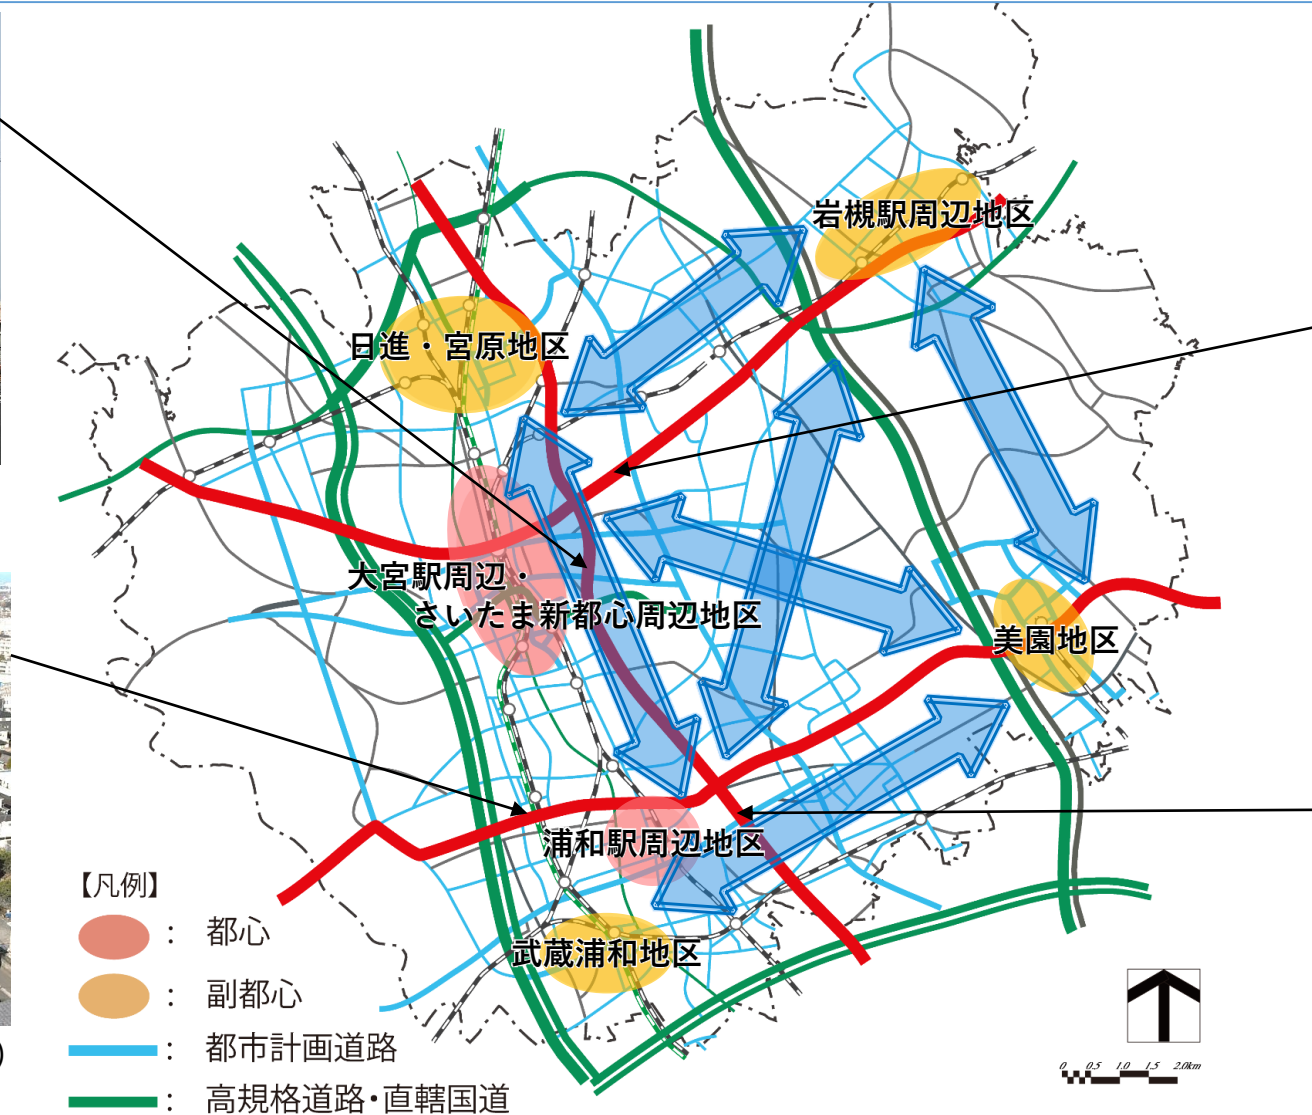 岩槻駅周辺地区
日進・宮原地区
大宮駅周辺・
さいたま新都心周辺地区
美園地区
浦和駅周辺地区
武蔵浦和地区
【凡例】
： 都心
： 副都心
： 都市計画道路
： 高規格道路・直轄国道
)
0 0.5 1.0 1.5 2.0km